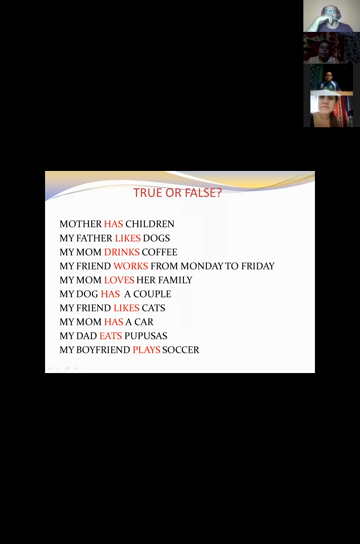 TRUE OR FALSE?
MOTHER HAS CHILDREN
MY FATHER LIKES DOGS
MY MOM DRINKS COFFEE
MY FRIEND WORKS FROM MONDAY TO FRIDAY
MY MOM LOVES HER FAMILY
MY DOG HAS A COUPLE
MY FRIEND LIKES CATS
MY MOM HAS A CAR
MY DAD EATS PUPUSAS
MY BOYFRIEND PLAYS SOCCER